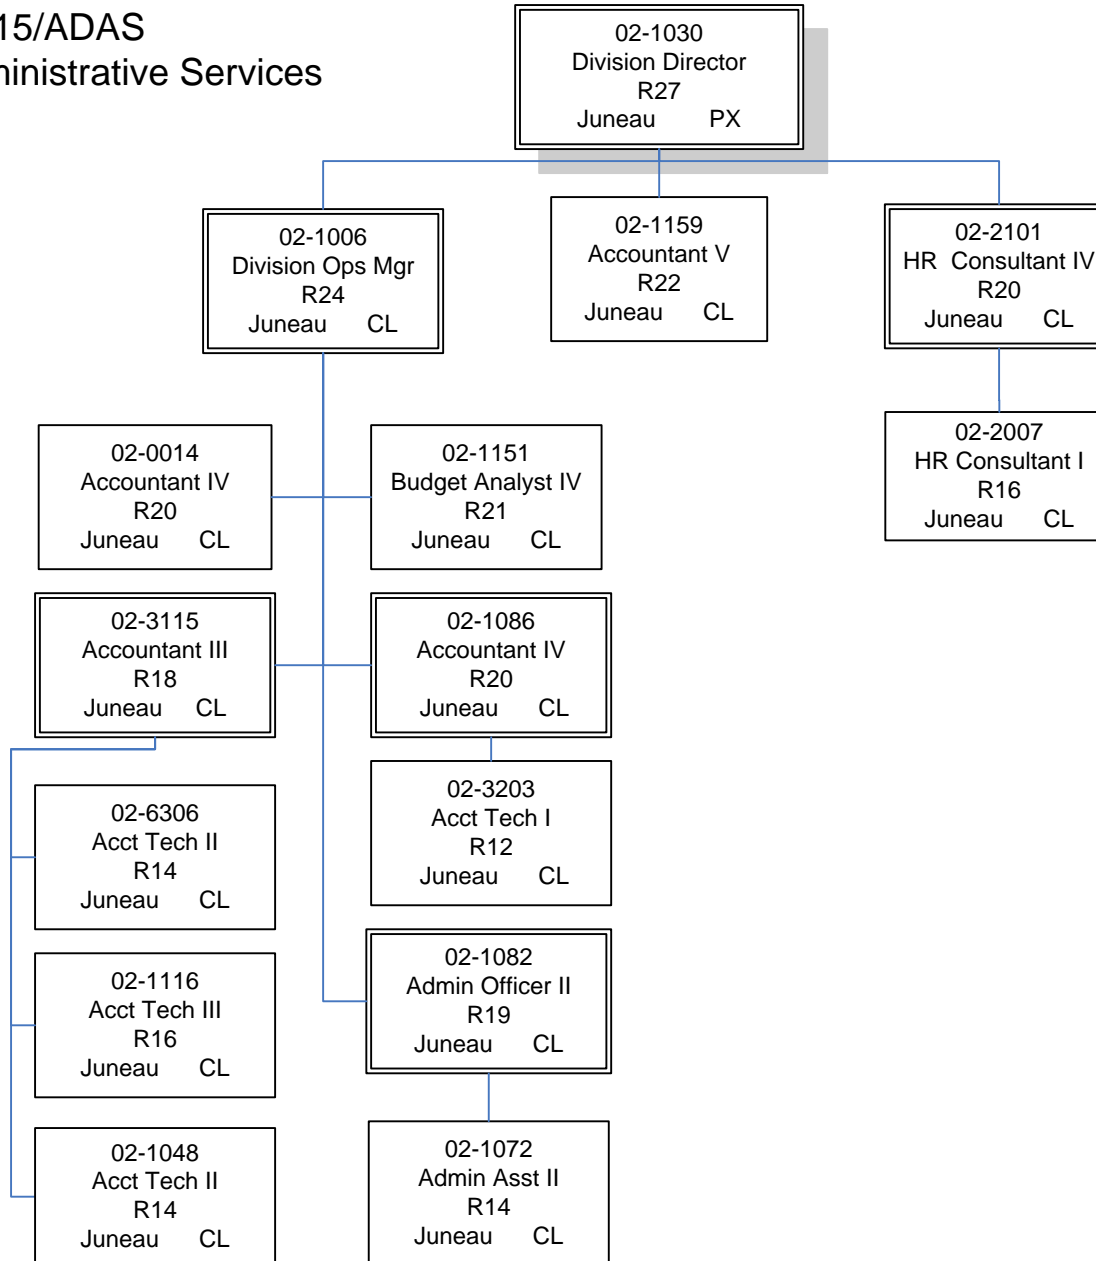 15/ADAS
ministrative Services
02-1030
Division Director
R27
Juneau PX
02-1006
Division Ops Mgr
R24
Juneau CL
02-1159
Accountant V
R22
Juneau CL
02-2101
HR Consultant IV
R20
Juneau CL
02-2007
HR Consultant I
R16
Juneau CL
02-0014
Accountant IV
R20
Juneau CL
02-1151
Budget Analyst IV
R21
Juneau CL
02-3115
Accountant III
R18
Juneau CL
02-1086
Accountant IV
R20
Juneau CL
02-6306
Acct Tech II
R14
Juneau CL
02-3203
Acct Tech I
R12
Juneau CL
02-1116
Acct Tech III
R16
Juneau CL
02-1082
Admin Officer II
R19
Juneau CL
02-1048
Acct Tech II
R14
Juneau CL
02-1072
Admin Asst II
R14
Juneau CL